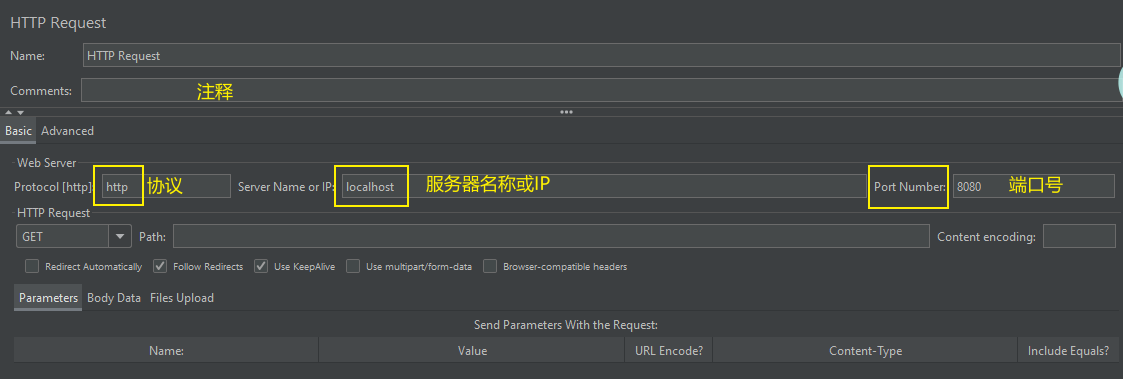 HTTP Request
Name: HTTP Request
Comments: 注释
Basic Advanced
Web Server
Protocol [http]: http 协议 Server Name or IP: localhost 服务器名称或IP Port Number: 8080 端口号
HTTP Request
GET Path: Content encoding:
Redirect Automatically Follow Redirects Use KeepAlive Use multipart/form-data Browser-compatible headers
Parameters Body Data Files Upload
Send Parameters With the Request:
Name: Value URL Encode? Content-Type Include Equals?